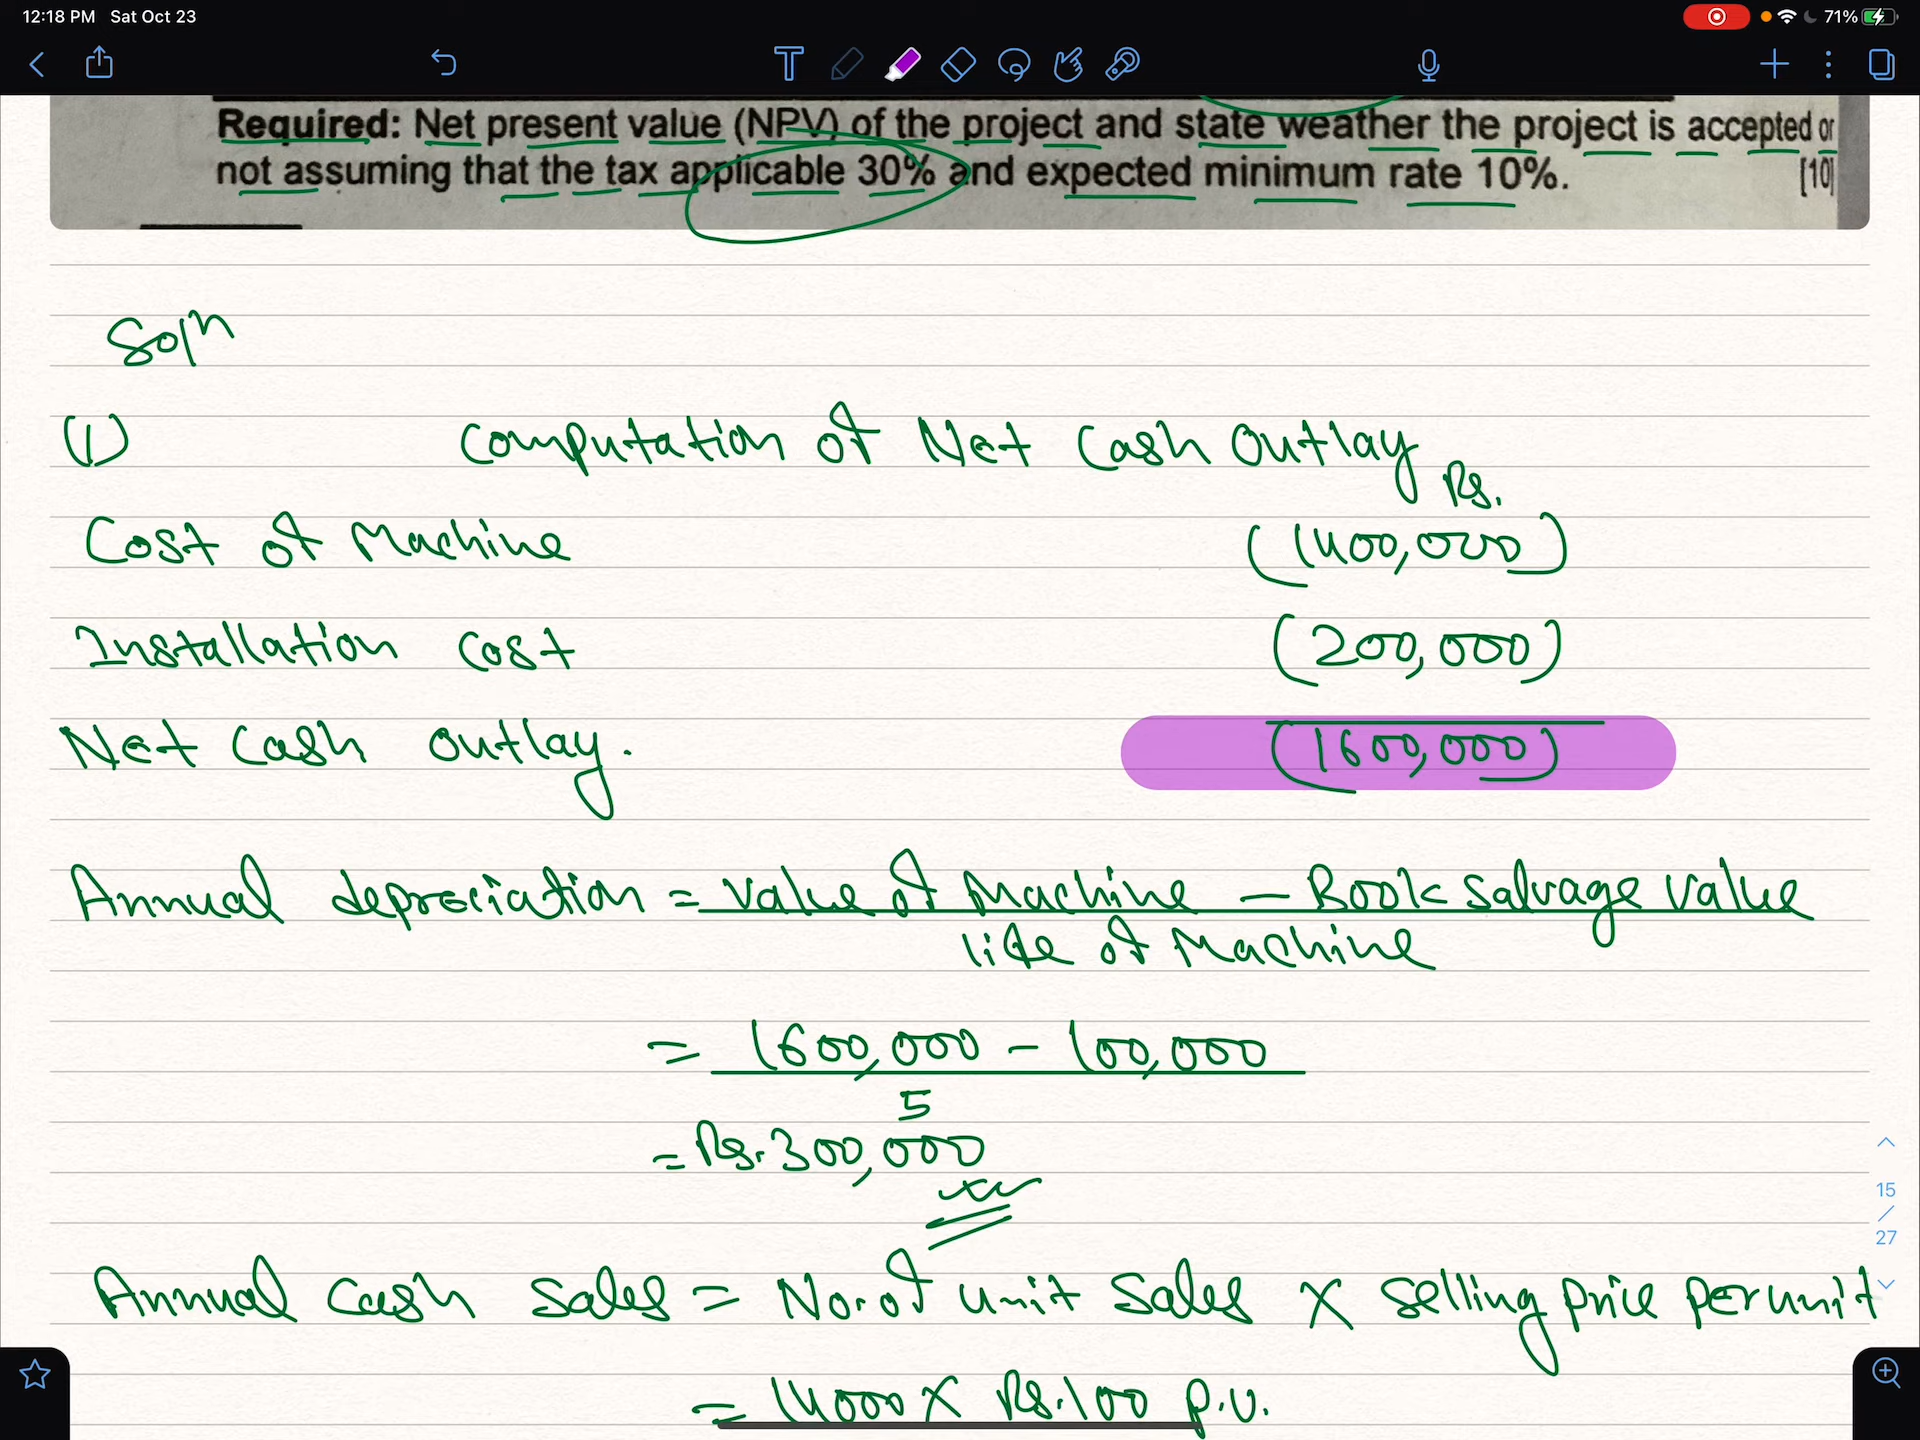 12:18 PM Sat Oct 23
71%
Required: Net present value (NPV) of the project and state weather the project is accepted or
not assuming that the tax applicable 30% and expected minimum rate 10%. [10]
Soln
(1) Computation of Net Cash Outlay
Rs.
Cost of Machine (1400,000)
Installation cost (200,000)
Net Cash outlay. (1600,000)
Annual depreciation = Value of Machine - Book Salvage Value
life of Machine
= 1600,000 - 100,000
5
= Rs. 300,000
Annual Cash Sales = No. of unit Sales X Selling price per unit
= 14000 X Rs. 100 P.U.
15
/
27